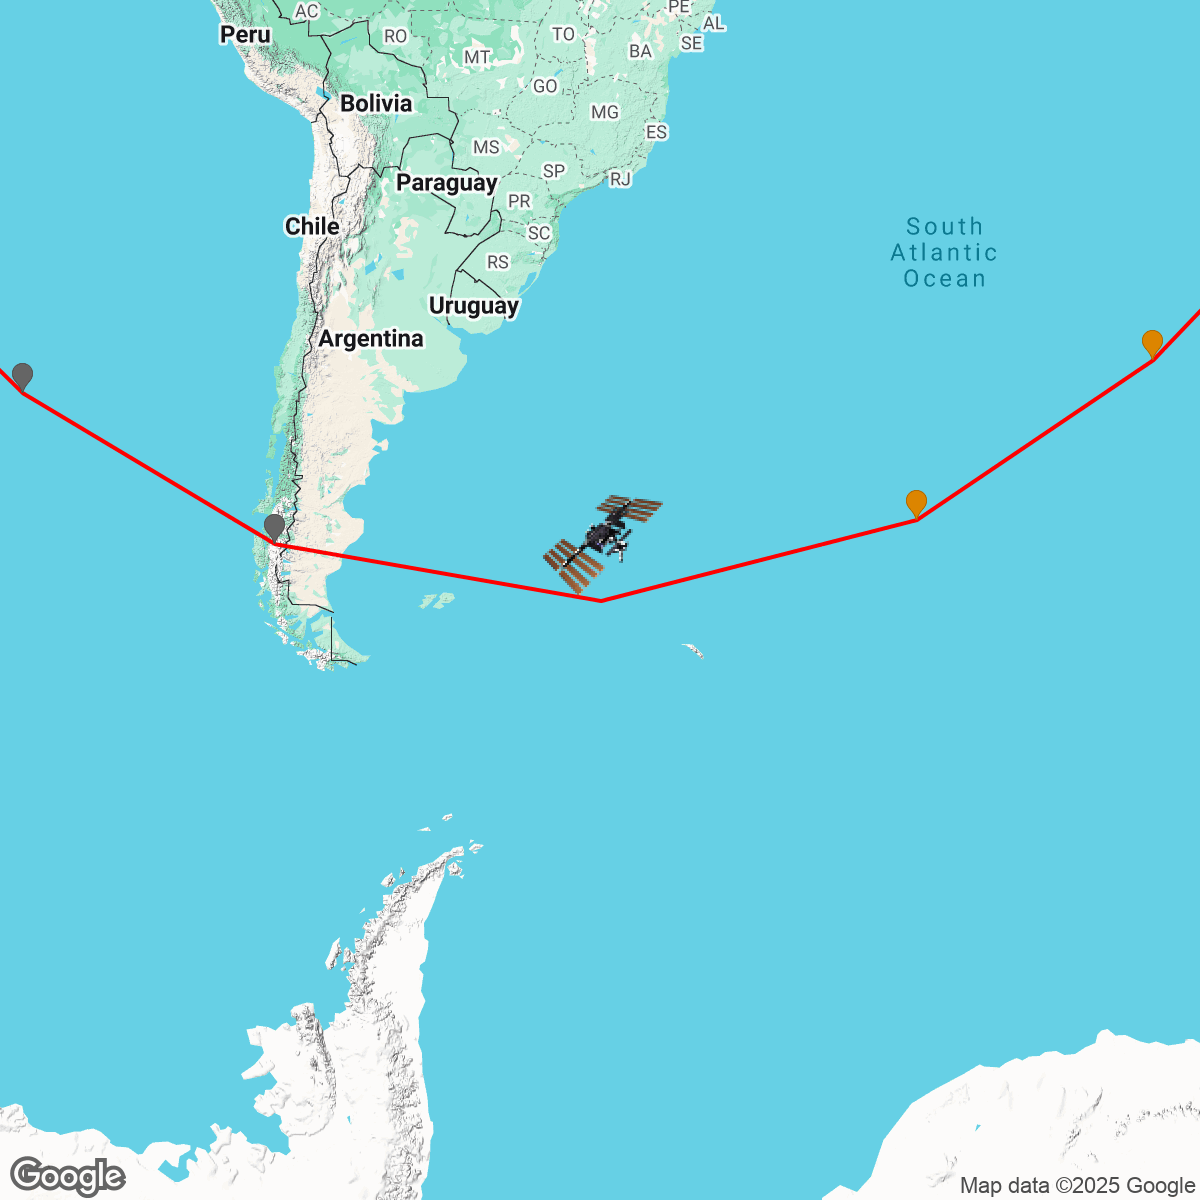 PE
AC
AL
Peru
RO
TO
SE
BA
MT
GO
Bolivia
MG
ES
MS
SP
Paraguay
RJ
PR
Chile
SC
South
Atlantic
Ocean
RS
Uruguay
Argentina
Google
Map data ©2025 Google